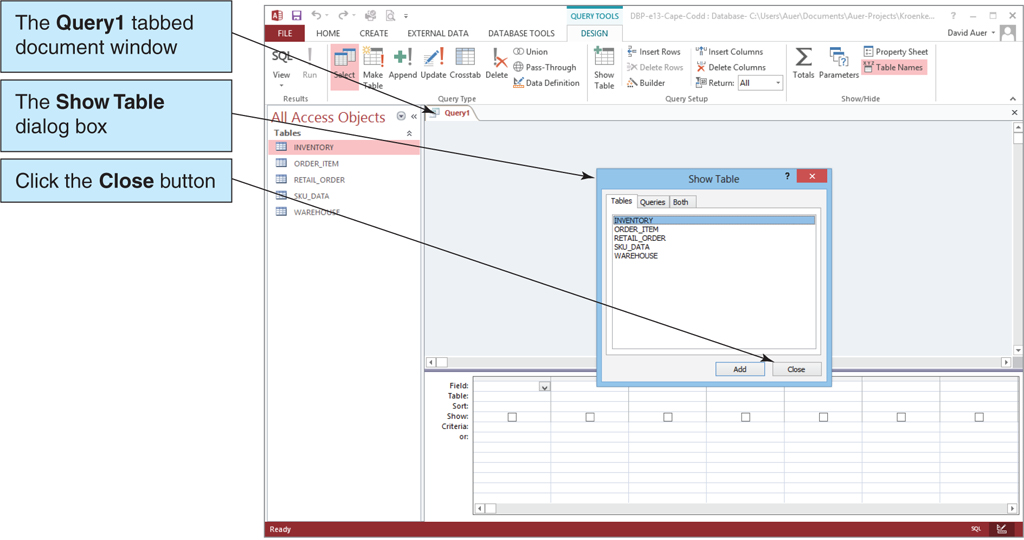 The Query1 tabbed
document window
The Show Table
dialog box
Click the Close button
QUERY TOOLS
DBP-e13-Cape-Codd : Database- C:\Users\Auer\Documents\Auer-Projects\Kroenke...
?
FILE
HOME
CREATE
EXTERNAL DATA
DATABASE TOOLS
DESIGN
David Auer
SQL
View
Run
Results
Select
Make
Table
Append
Update
Crosstab
Delete
Union
Pass-Through
Data Definition
Query Type
Show
Table
Insert Rows
Delete Rows
Builder
Insert Columns
Delete Columns
Return:
All
Query Setup
Totals
Parameters
Property Sheet
Table Names
Show/Hide
All Access Objects
Tables
INVENTORY
ORDER_ITEM
RETAIL_ORDER
SKU_DATA
WAREHOUSE
Query1
Show Table
?
Tables
Queries
Both
INVENTORY
ORDER_ITEM
RETAIL_ORDER
SKU_DATA
WAREHOUSE
Add
Close
Field:
Table:
Sort:
Show:
Criteria:
or:
Ready
SQL